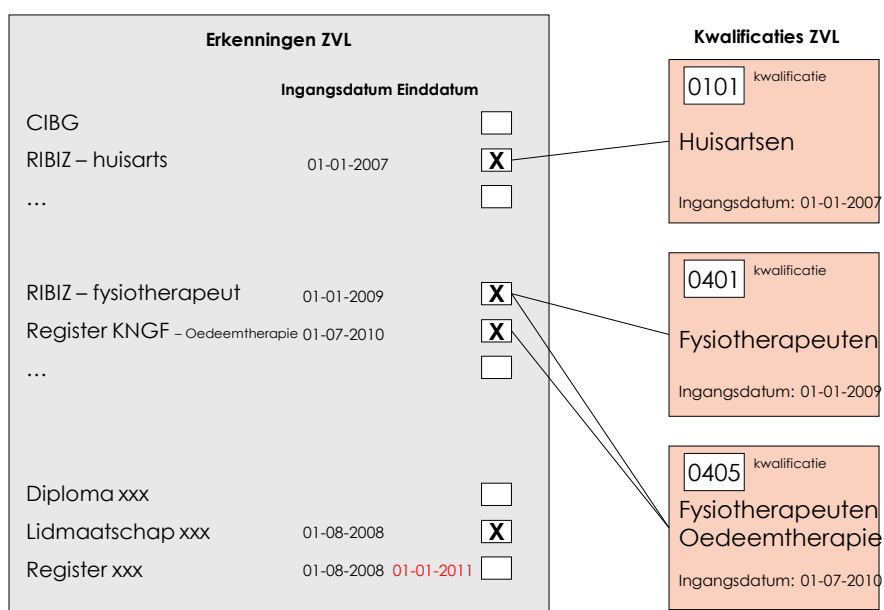 Erkenningen ZVL
Ingangsdatum Einddatum
CIBG
RIBIZ – huisarts 01-01-2007 X
...
RIBIZ – fysiotherapeut 01-01-2009 X
Register KNGF – Oedeemtherapie 01-07-2010 X
...
Diploma xxx
Lidmaatschap xxx 01-08-2008 X
Register xxx 01-08-2008 01-01-2011
Kwalificaties ZVL
0101 kwalificatie
Huisartsen
Ingangsdatum: 01-01-2007
0401 kwalificatie
Fysiotherapeuten
Ingangsdatum: 01-01-2009
0405 kwalificatie
Fysiotherapeuten
Oedeemtherapie
Ingangsdatum: 01-07-2010